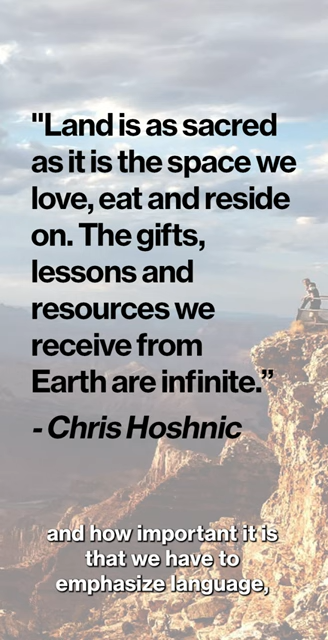 "Land is as sacred
as it is the space we
love, eat and reside
on. The gifts,
lessons and
resources we
receive from
Earth are infinite.”
- Chris Hoshnic
and how important it is
that we have to
emphasize language,